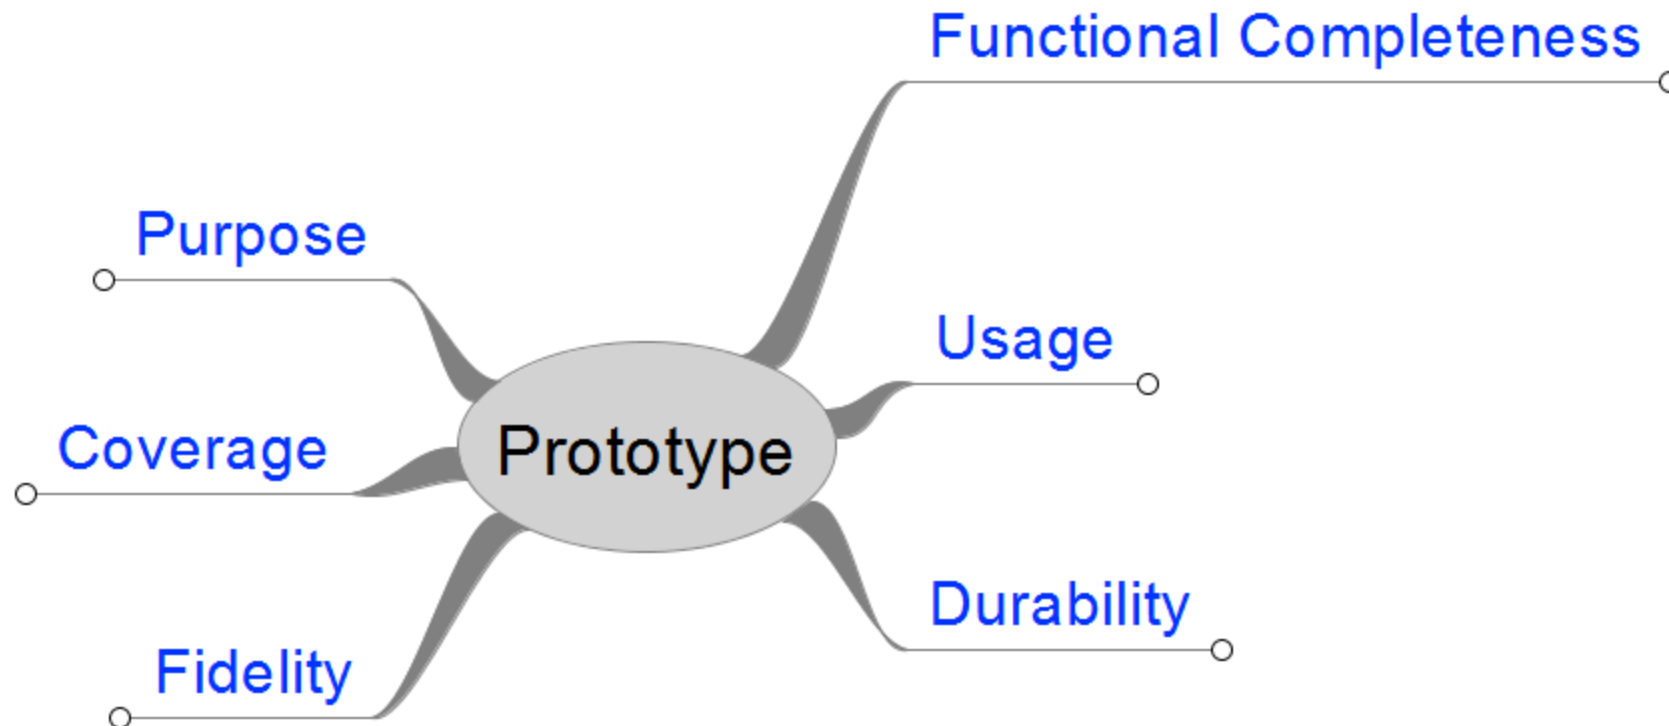 Functional Completeness
Purpose
Usage
Coverage
Prototype
Durability
Fidelity